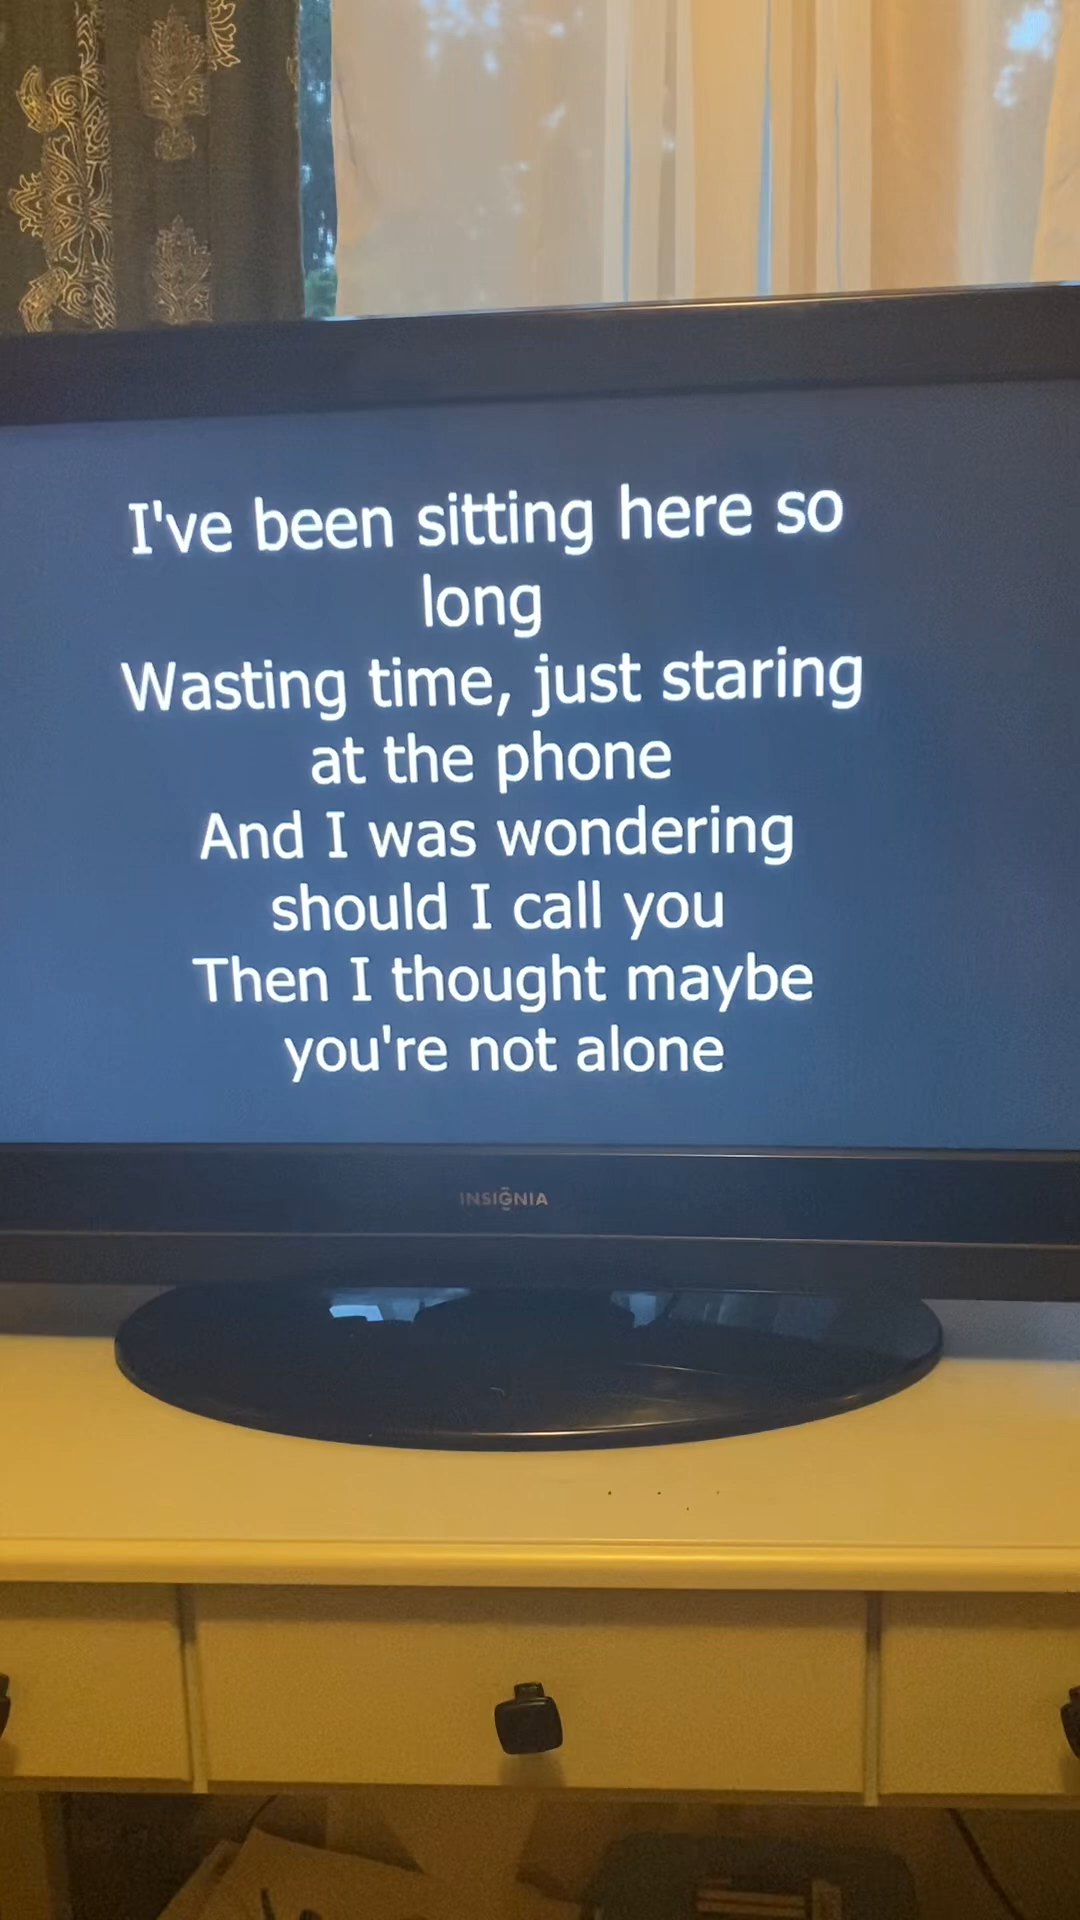 I've been sitting here so
long
Wasting time, just staring
at the phone
And I was wondering
should I call you
Then I thought maybe
you're not alone
INSIGNIA